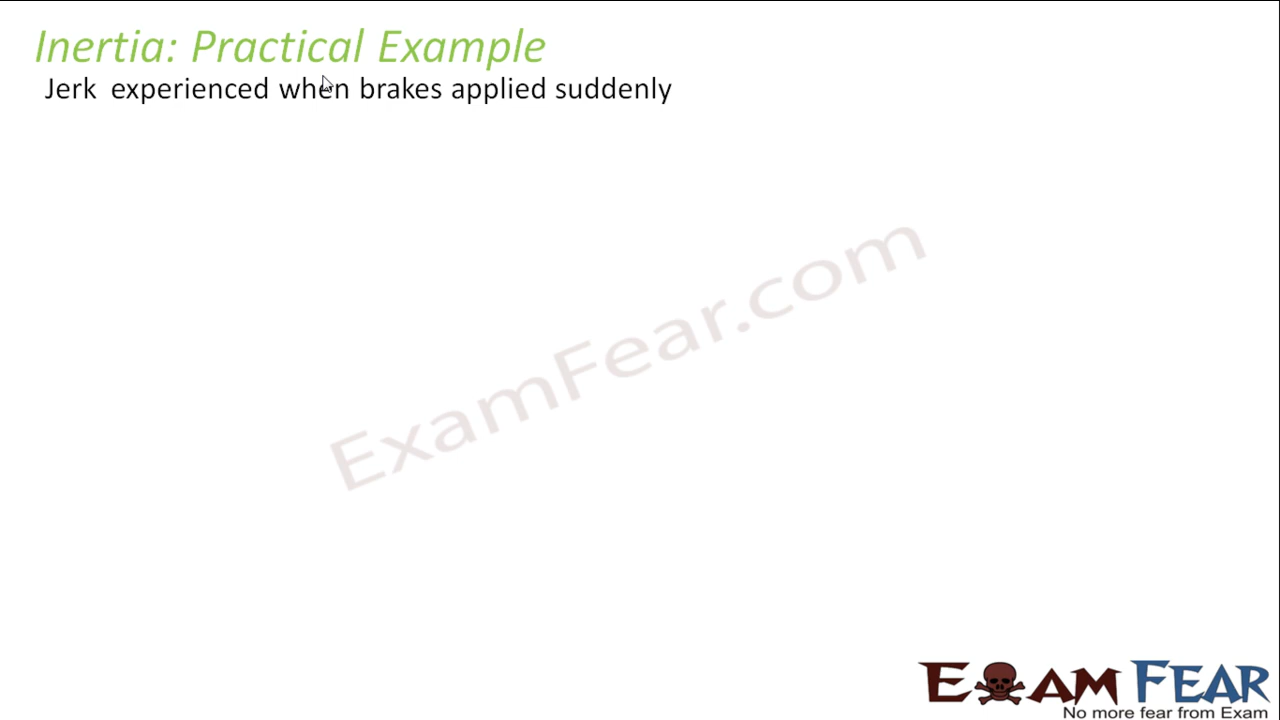 Inertia: Practical Example
Jerk experienced when brakes applied suddenly
ExamFear.com
EXAM FEAR
No more fear from Exam